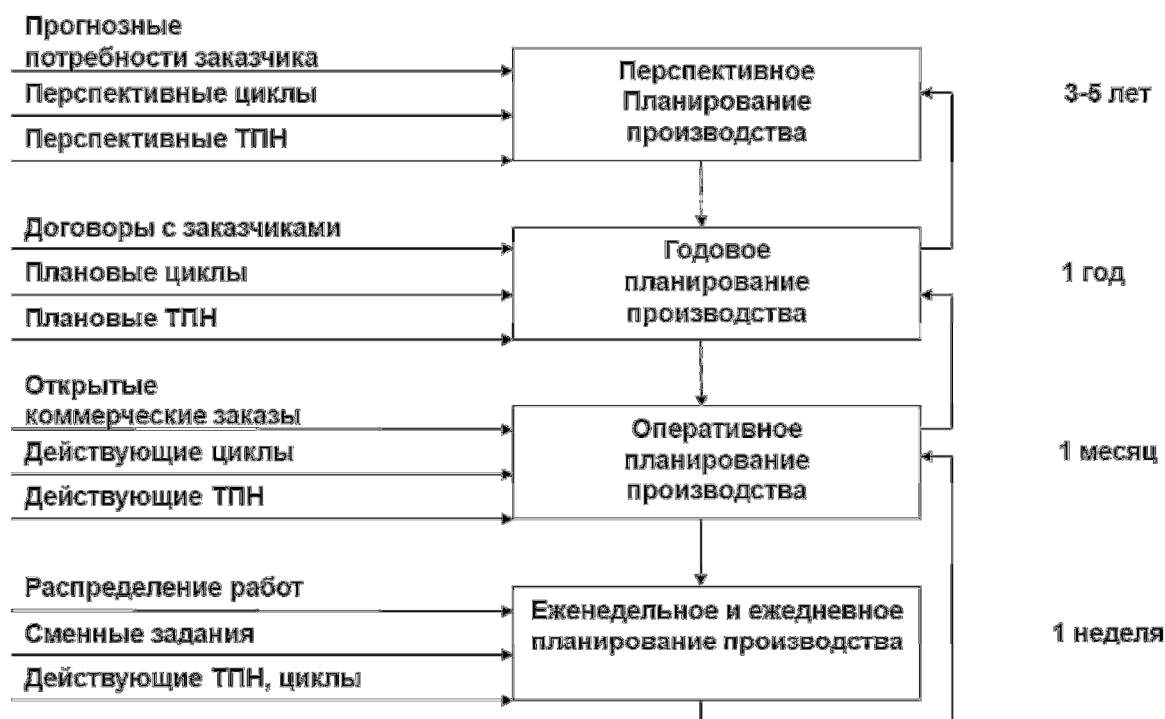 Прогнозные
потребности заказчика
Перспективные циклы
Перспективные ТПН
Перспективное
Планирование
производства
3-5 лет
Договоры с заказчиками
Плановые циклы
Плановые ТПН
Годовое
планирование
производства
1 год
Открытые
коммерческие заказы
Действующие циклы
Действующие ТПН
Оперативное
планирование
производства
1 месяц
Распределение работ
Сменные задания
Действующие ТПН, циклы
Еженедельное и ежедневное
планирование производства
1 неделя